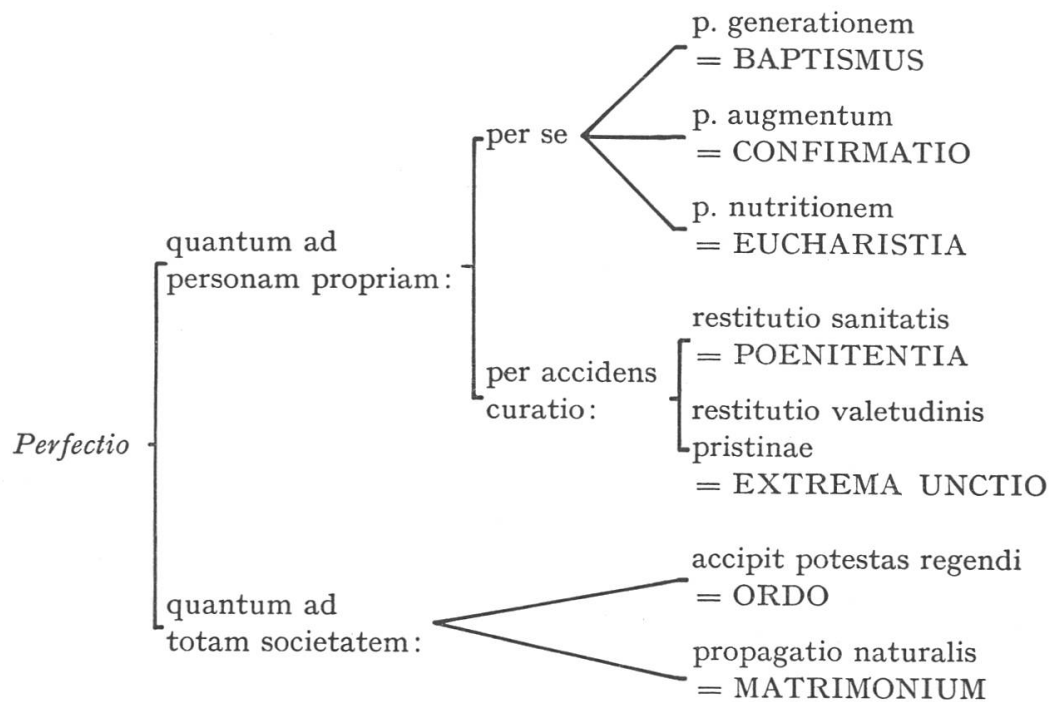 Perfectio
quantum ad
personam propriam:
per se
p. generationem
= BAPTISMUS
p. augmentum
= CONFIRMATIO
p. nutritionem
= EUCHARISTIA
per accidens
curatio:
restitutio sanitatis
= POENITENTIA
restitutio valetudinis
pristinae
= EXTREMA UNCTIO
quantum ad
totam societatem:
accipit potestas regendi
= ORDO
propagatio naturalis
= MATRIMONIUM